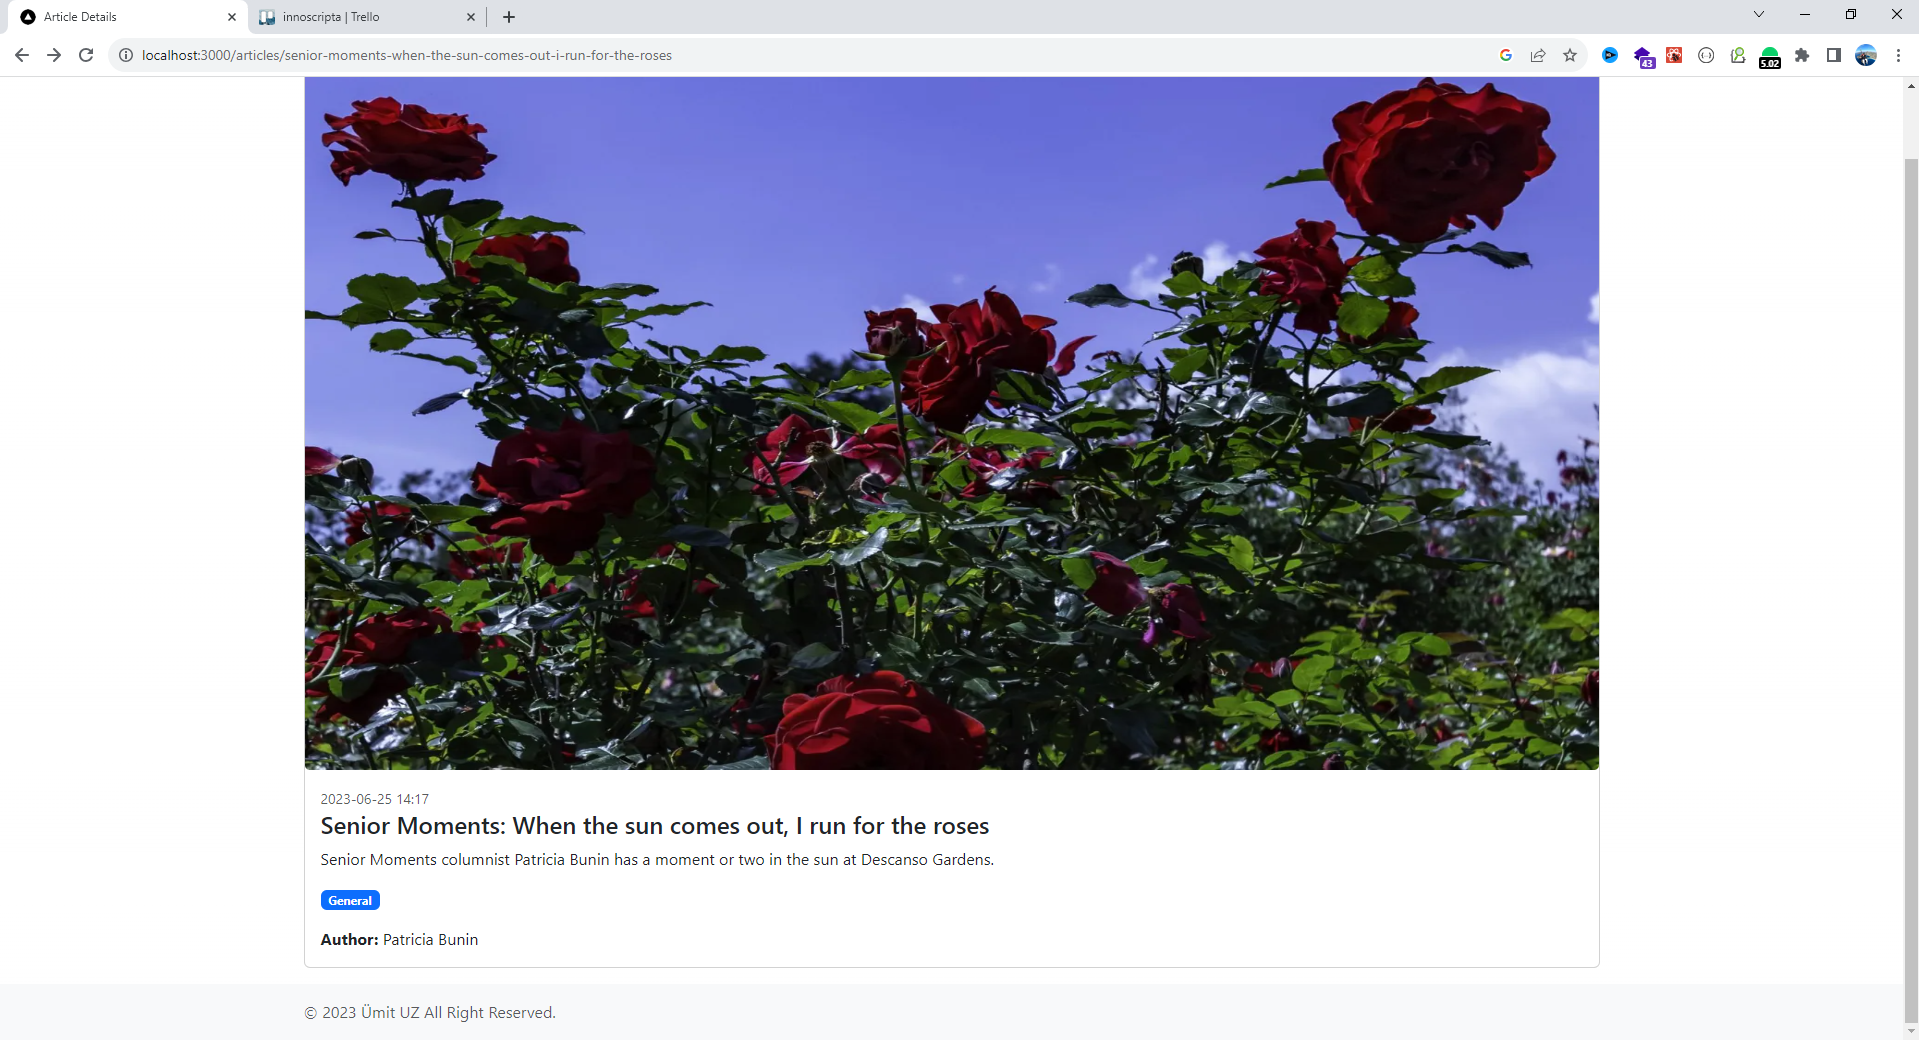 Article Details
innoscripta | Trello
localhost:3000/articles/senior-moments-when-the-sun-comes-out-i-run-for-the-roses
43
5.02
2023-06-25 14:17
Senior Moments: When the sun comes out, I run for the roses
Senior Moments columnist Patricia Bunin has a moment or two in the sun at Descanso Gardens.
General
Author: Patricia Bunin
© 2023 Ümit UZ All Right Reserved.